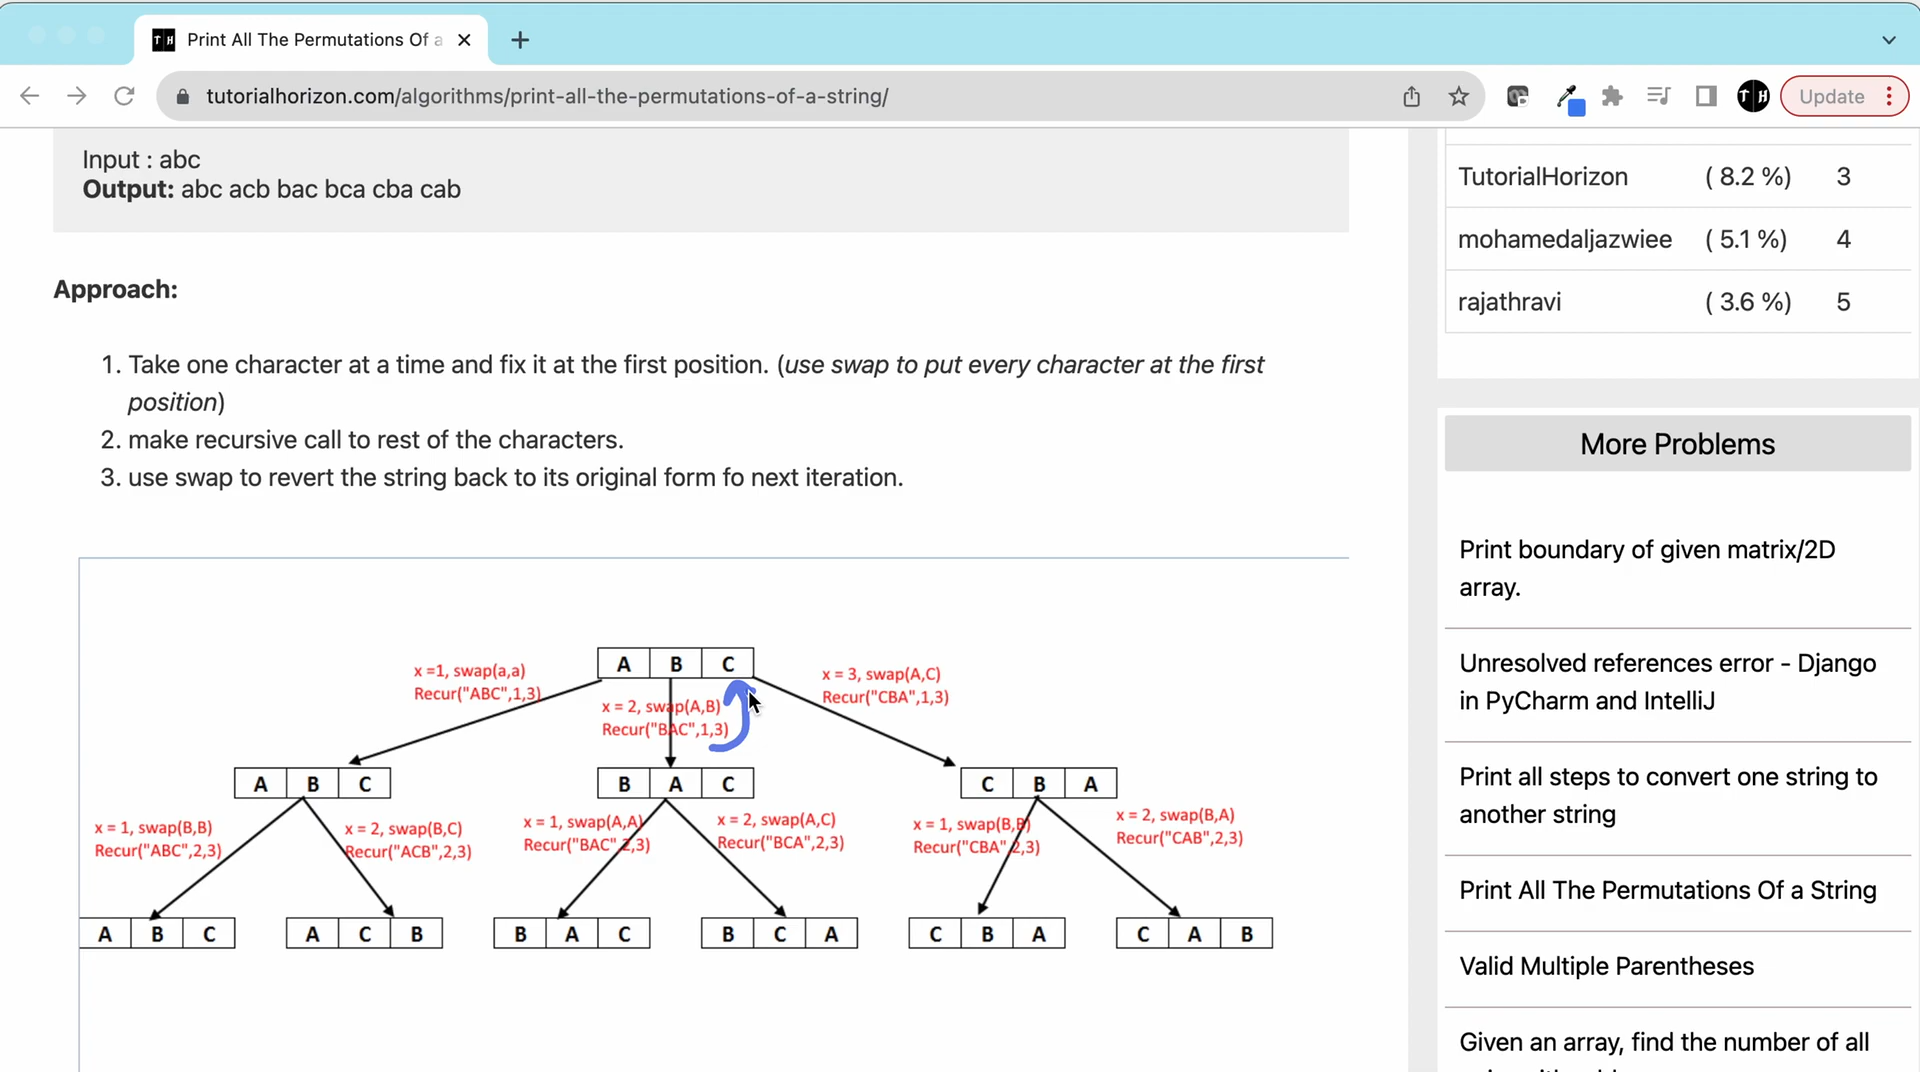 Print All The Permutations Of a
tutorialhorizon.com/algorithms/print-all-the-permutations-of-a-string/
TH
Update
Input : abc
Output: abc acb bac bca cba cab
Approach:
1. Take one character at a time and fix it at the first position. (use swap to put every character at the first
position)
2. make recursive call to rest of the characters.
3. use swap to revert the string back to its original form fo next iteration.
A B C
x =1, swap(a,a)
Recur("ABC",1,3)
x = 2, swap(A,B)
Recur("BAC",1,3)
x = 3, swap(A,C)
Recur("CBA",1,3)
A B C
B A C
C B A
x = 1, swap(B,B)
Recur("ABC",2,3)
x = 2, swap(B,C)
Recur("ACB",2,3)
x = 1, swap(A,A)
Recur("BAC",2,3)
x = 2, swap(A,C)
Recur("BCA",2,3)
x = 1, swap(B,B)
Recur("CBA",2,3)
x = 2, swap(B,A)
Recur("CAB",2,3)
A B C
A C B
B A C
B C A
C B A
C A B
TutorialHorizon ( 8.2 %) 3
mohamedaljazwiee ( 5.1 %) 4
rajathravi ( 3.6 %) 5
More Problems
Print boundary of given matrix/2D
array.
Unresolved references error - Django
in PyCharm and IntelliJ
Print all steps to convert one string to
another string
Print All The Permutations Of a String
Valid Multiple Parentheses
Given an array, find the number of all